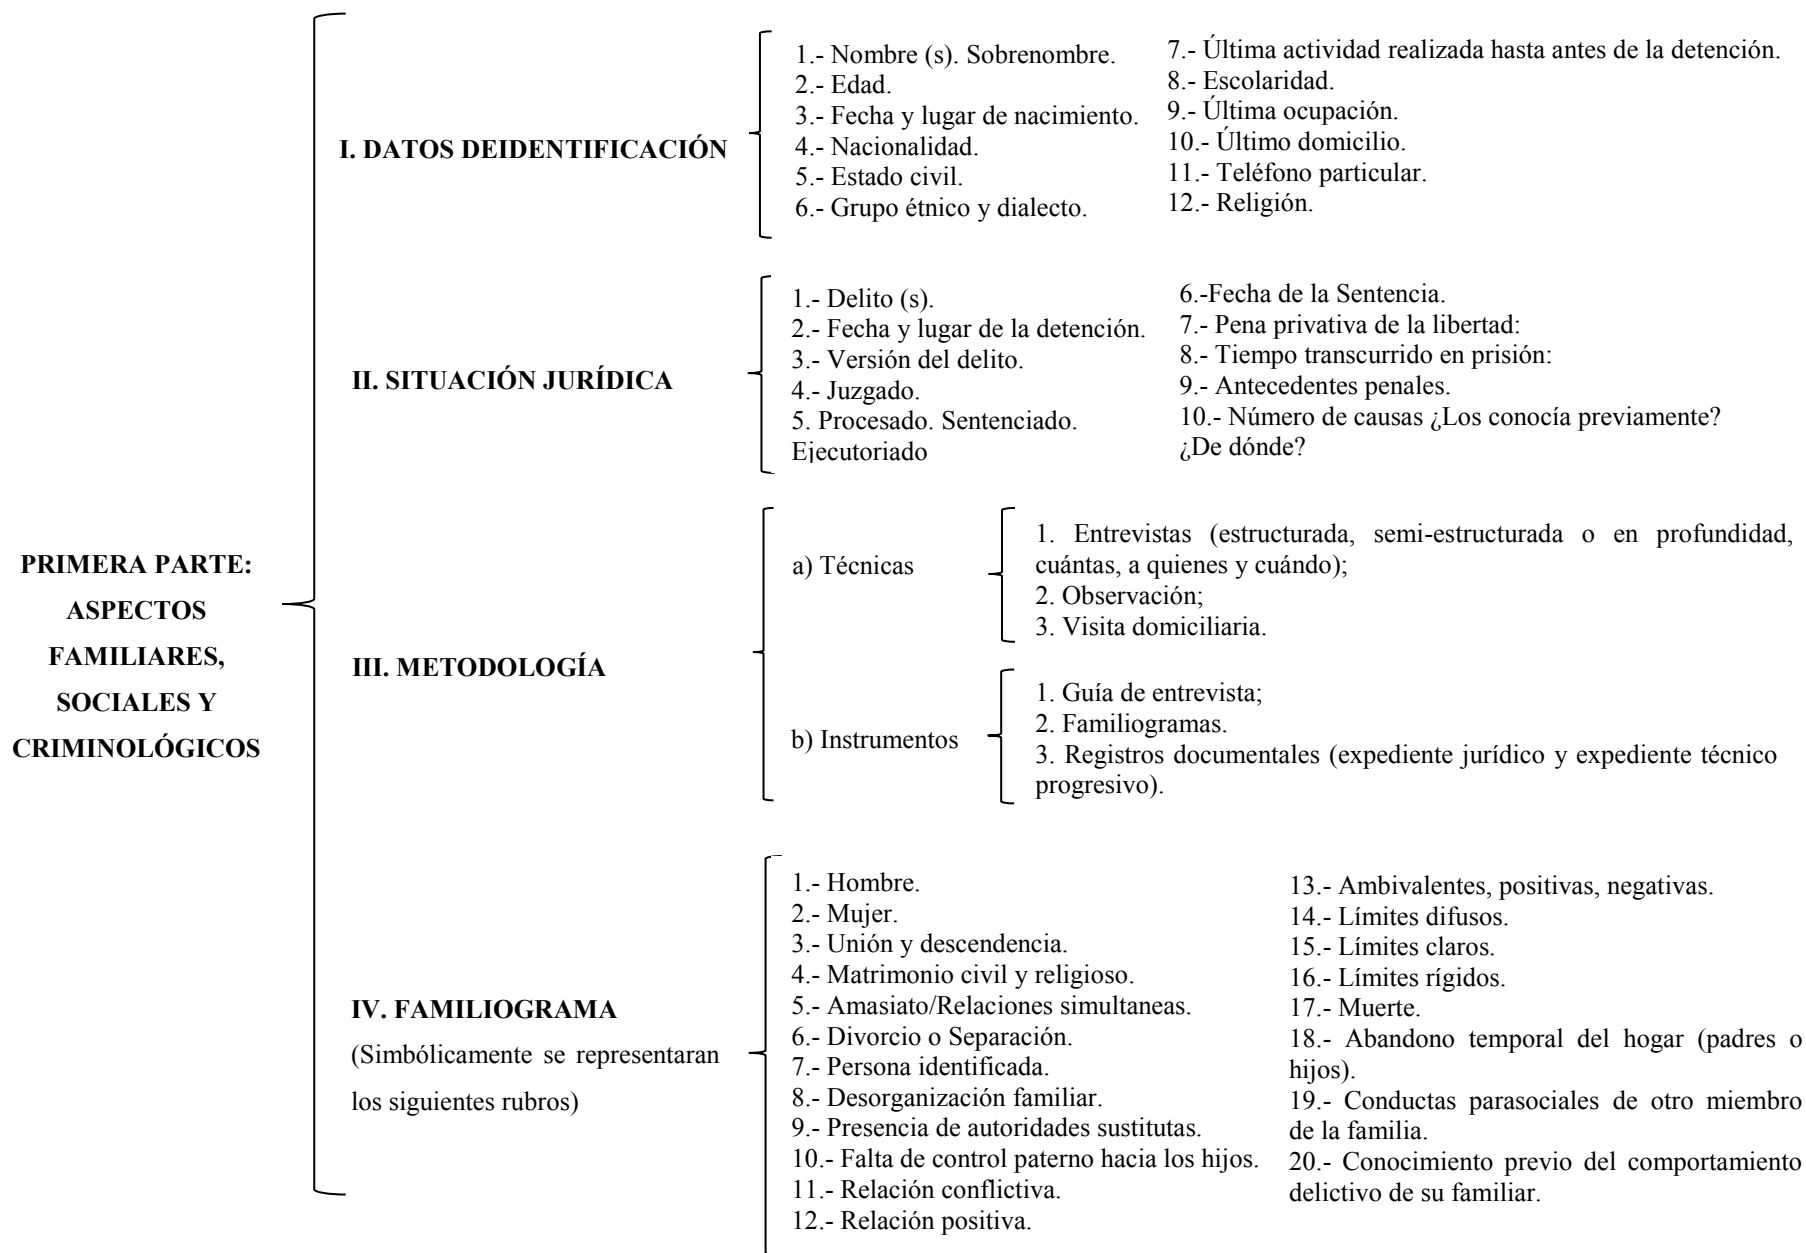 PRIMERA PARTE:
ASPECTOS
FAMILIARES,
SOCIALES Y
CRIMINOLÓGICOS
I. DATOS DEIDENTIFICACIÓN
1.- Nombre (s). Sobrenombre.
2.- Edad.
3.- Fecha y lugar de nacimiento.
4.- Nacionalidad.
5.- Estado civil.
6.- Grupo étnico y dialecto.
7.- Última actividad realizada hasta antes de la detención.
8.- Escolaridad.
9.- Última ocupación.
10.- Último domicilio.
11.- Teléfono particular.
12.- Religión.
II. SITUACIÓN JURÍDICA
1.- Delito (s).
2.- Fecha y lugar de la detención.
3.- Versión del delito.
4.- Juzgado.
5. Procesado. Sentenciado.
Ejecutoriado
6.-Fecha de la Sentencia.
7.- Pena privativa de la libertad:
8.- Tiempo transcurrido en prisión:
9.- Antecedentes penales.
10.- Número de causas ¿Los conocía previamente?
¿De dónde?
III. METODOLOGÍA
a) Técnicas
1. Entrevistas (estructurada, semi-estructurada o en profundidad,
cuántas, a quienes y cuándo);
2. Observación;
3. Visita domiciliaria.
b) Instrumentos
1. Guía de entrevista;
2. Familiogramas.
3. Registros documentales (expediente jurídico y expediente técnico
progresivo).
IV. FAMILIOGRAMA
(Simbólicamente se representaran
los siguientes rubros)
1.- Hombre.
2.- Mujer.
3.- Unión y descendencia.
4.- Matrimonio civil y religioso.
5.- Amasiato/Relaciones simultaneas.
6.- Divorcio o Separación.
7.- Persona identificada.
8.- Desorganización familiar.
9.- Presencia de autoridades sustitutas.
10.- Falta de control paterno hacia los hijos.
11.- Relación conflictiva.
12.- Relación positiva.
13.- Ambivalentes, positivas, negativas.
14.- Límites difusos.
15.- Límites claros.
16.- Límites rígidos.
17.- Muerte.
18.- Abandono temporal del hogar (padres o
hijos).
19.- Conductas parasociales de otro miembro
de la familia.
20.- Conocimiento previo del comportamiento
delictivo de su familiar.